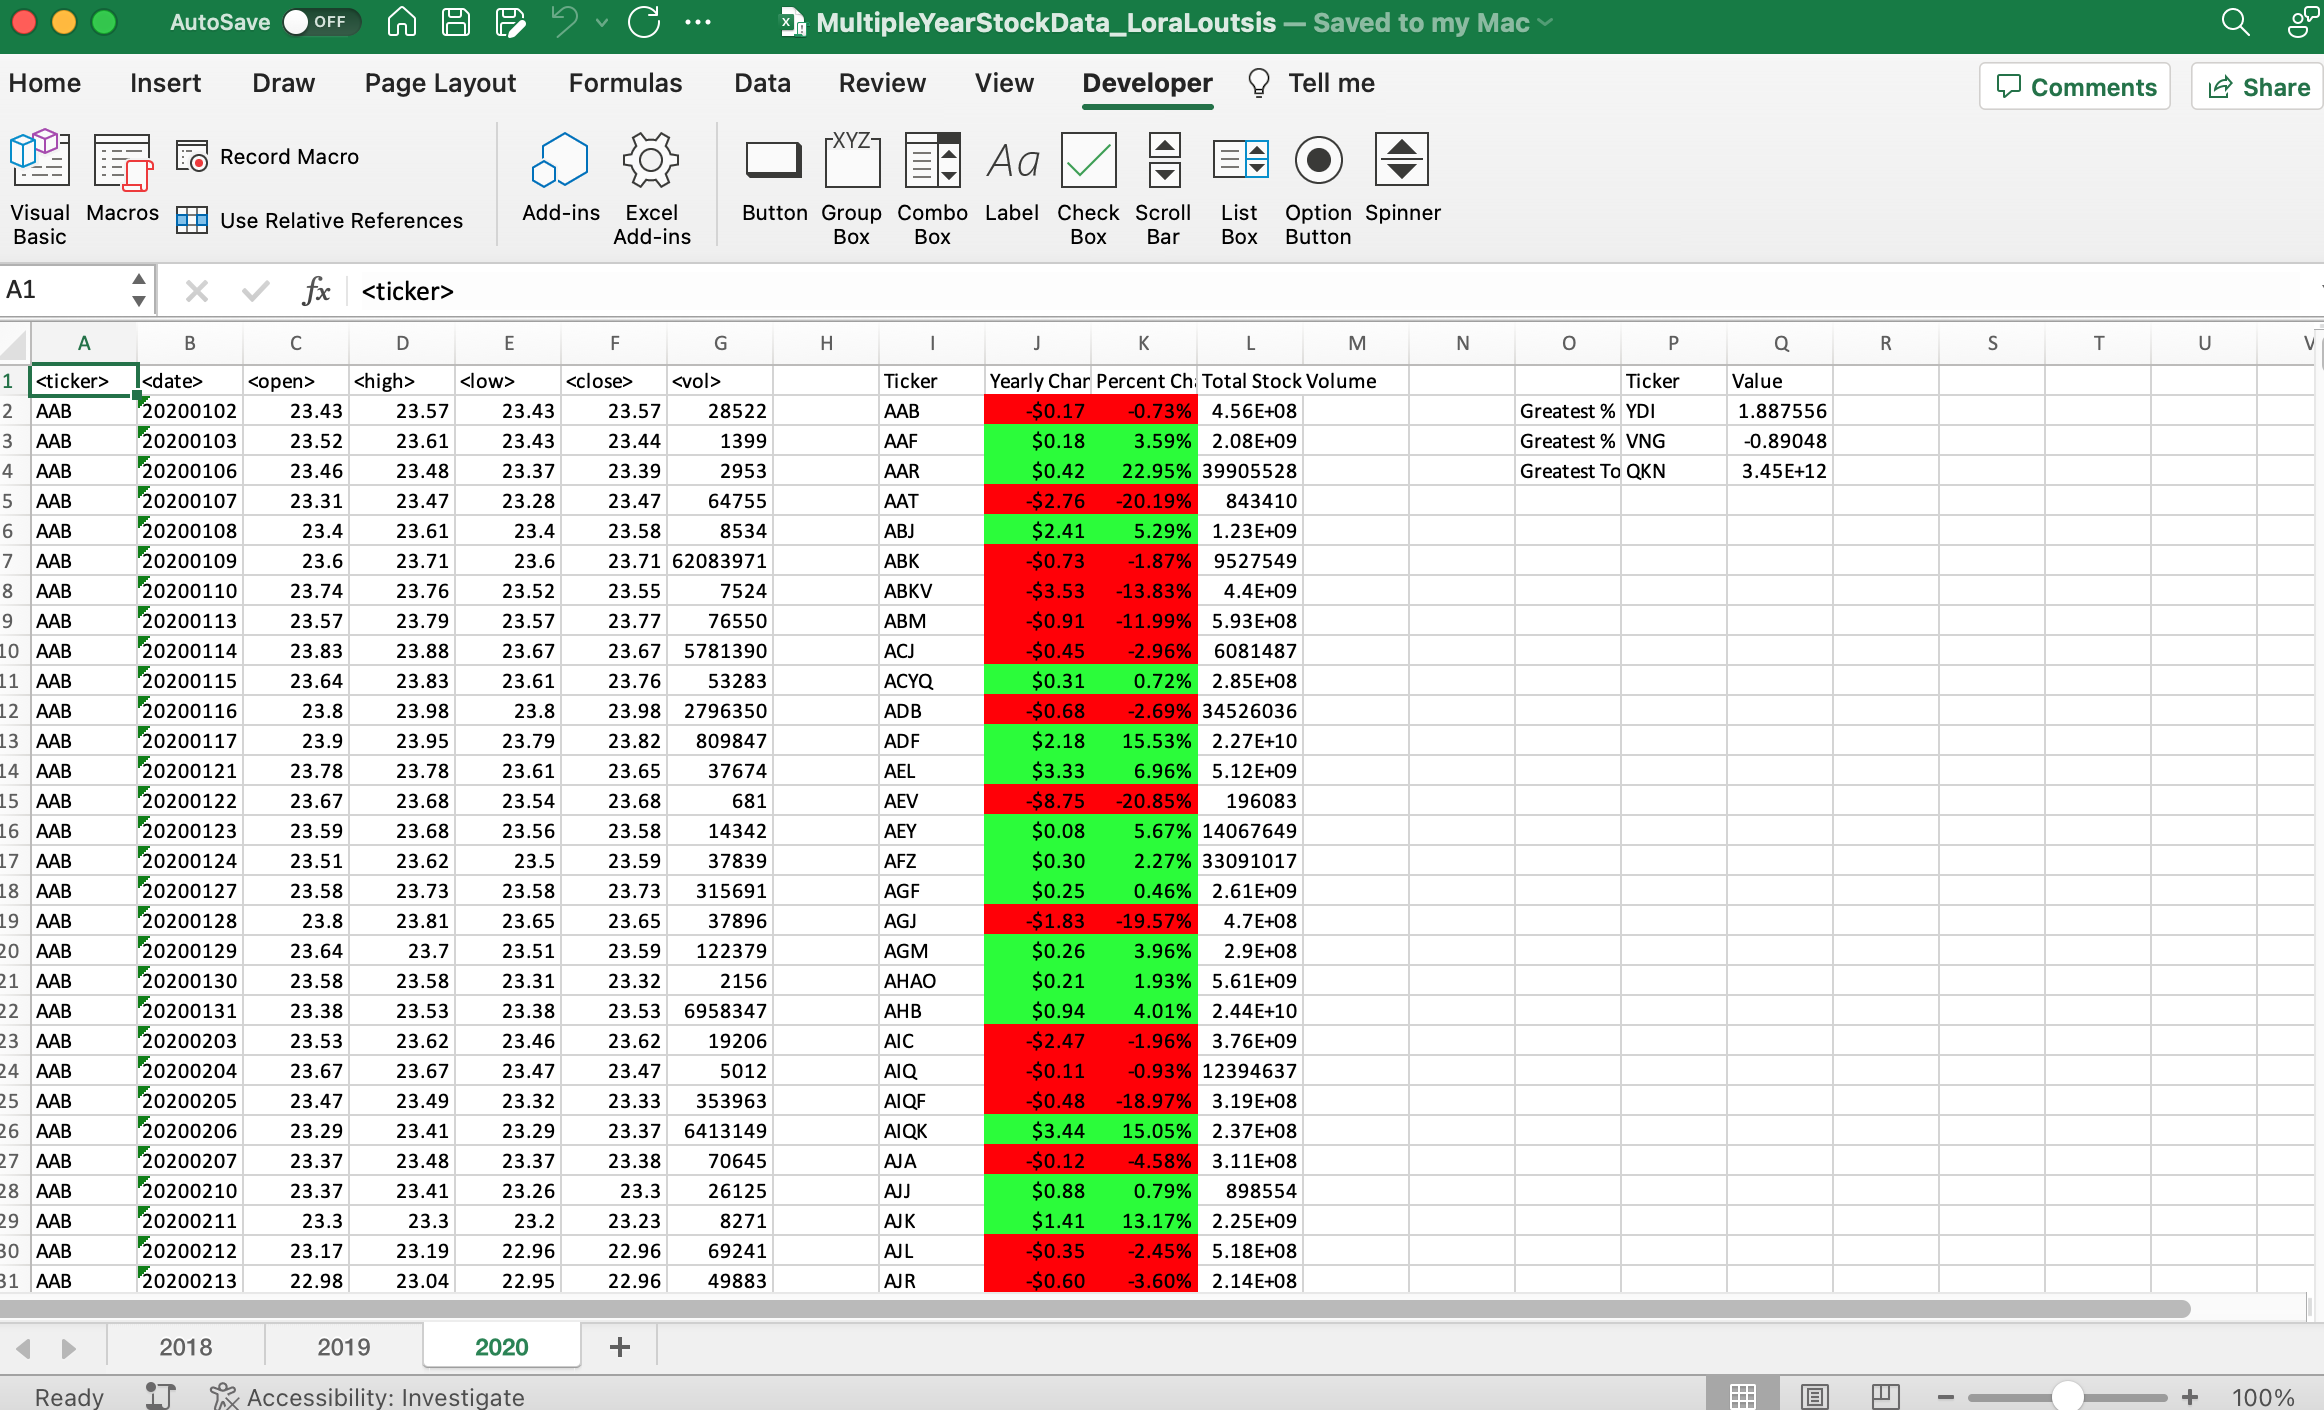 AutoSave OFF MultipleYearStockData_LoraLoutsis — Saved to my Mac
Home Insert Draw Page Layout Formulas Data Review View Developer Tell me Comments Share
Visual Basic Macros Record Macro Use Relative References Add-ins Excel Add-ins Button Group Box Combo Box Label Check Box Scroll Bar List Box Option Button Spinner
XYZ Aa
A1 fx <ticker>
A B C D E F G H I J K L M N O P Q R S T U V
1 <ticker> <date> <open> <high> <low> <close> <vol> Ticker Yearly Char Percent Ch Total Stock Volume Ticker Value
2 AAB 20200102 23.43 23.57 23.43 23.57 28522 AAB -$0.17 -0.73% 4.56E+08 Greatest % YDI 1.887556
3 AAB 20200103 23.52 23.61 23.43 23.44 1399 AAF $0.18 3.59% 2.08E+09 Greatest % VNG -0.89048
4 AAB 20200106 23.46 23.48 23.37 23.39 2953 AAR $0.42 22.95% 39905528 Greatest To QKN 3.45E+12
5 AAB 20200107 23.31 23.47 23.28 23.47 64755 AAT -$2.76 -20.19% 843410
6 AAB 20200108 23.4 23.61 23.4 23.58 8534 ABJ $2.41 5.29% 1.23E+09
7 AAB 20200109 23.6 23.71 23.6 23.71 62083971 ABK -$0.73 -1.87% 9527549
8 AAB 20200110 23.74 23.76 23.52 23.55 7524 ABKV -$3.53 -13.83% 4.4E+09
9 AAB 20200113 23.57 23.79 23.57 23.77 76550 ABM -$0.91 -11.99% 5.93E+08
10 AAB 20200114 23.83 23.88 23.67 23.67 5781390 ACJ -$0.45 -2.96% 6081487
11 AAB 20200115 23.64 23.83 23.61 23.76 53283 ACYQ $0.31 0.72% 2.85E+08
12 AAB 20200116 23.8 23.98 23.8 23.98 2796350 ADB -$0.68 -2.69% 34526036
13 AAB 20200117 23.9 23.95 23.79 23.82 809847 ADF $2.18 15.53% 2.27E+10
14 AAB 20200121 23.78 23.78 23.61 23.65 37674 AEL $3.33 6.96% 5.12E+09
15 AAB 20200122 23.67 23.68 23.54 23.68 681 AEV -$8.75 -20.85% 196083
16 AAB 20200123 23.59 23.68 23.56 23.58 14342 AEY $0.08 5.67% 14067649
17 AAB 20200124 23.51 23.62 23.5 23.59 37839 AFZ $0.30 2.27% 33091017
18 AAB 20200127 23.58 23.73 23.58 23.73 315691 AGF $0.25 0.46% 2.61E+09
19 AAB 20200128 23.8 23.81 23.65 23.65 37896 AGJ -$1.83 -19.57% 4.7E+08
20 AAB 20200129 23.64 23.7 23.51 23.59 122379 AGM $0.26 3.96% 2.9E+08
21 AAB 20200130 23.58 23.58 23.31 23.32 2156 AHAO $0.21 1.93% 5.61E+09
22 AAB 20200131 23.38 23.53 23.38 23.53 6958347 AHB $0.94 4.01% 2.44E+10
23 AAB 20200203 23.53 23.62 23.46 23.62 19206 AIC -$2.47 -1.96% 3.76E+09
24 AAB 20200204 23.67 23.67 23.47 23.47 5012 AIQ -$0.11 -0.93% 12394637
25 AAB 20200205 23.47 23.49 23.32 23.33 353963 AIQF -$0.48 -18.97% 3.19E+08
26 AAB 20200206 23.29 23.41 23.29 23.37 6413149 AIQK $3.44 15.05% 2.37E+08
27 AAB 20200207 23.37 23.48 23.37 23.38 70645 AJA -$0.12 -4.58% 3.11E+08
28 AAB 20200210 23.37 23.41 23.26 23.3 26125 AJJ $0.88 0.79% 898554
29 AAB 20200211 23.3 23.3 23.2 23.23 8271 AJK $1.41 13.17% 2.25E+09
30 AAB 20200212 23.17 23.19 22.96 22.96 69241 AJL -$0.35 -2.45% 5.18E+08
31 AAB 20200213 22.98 23.04 22.95 22.96 49883 AJR -$0.60 -3.60% 2.14E+08
2018 2019 2020 +
Ready Accessibility: Investigate 100%